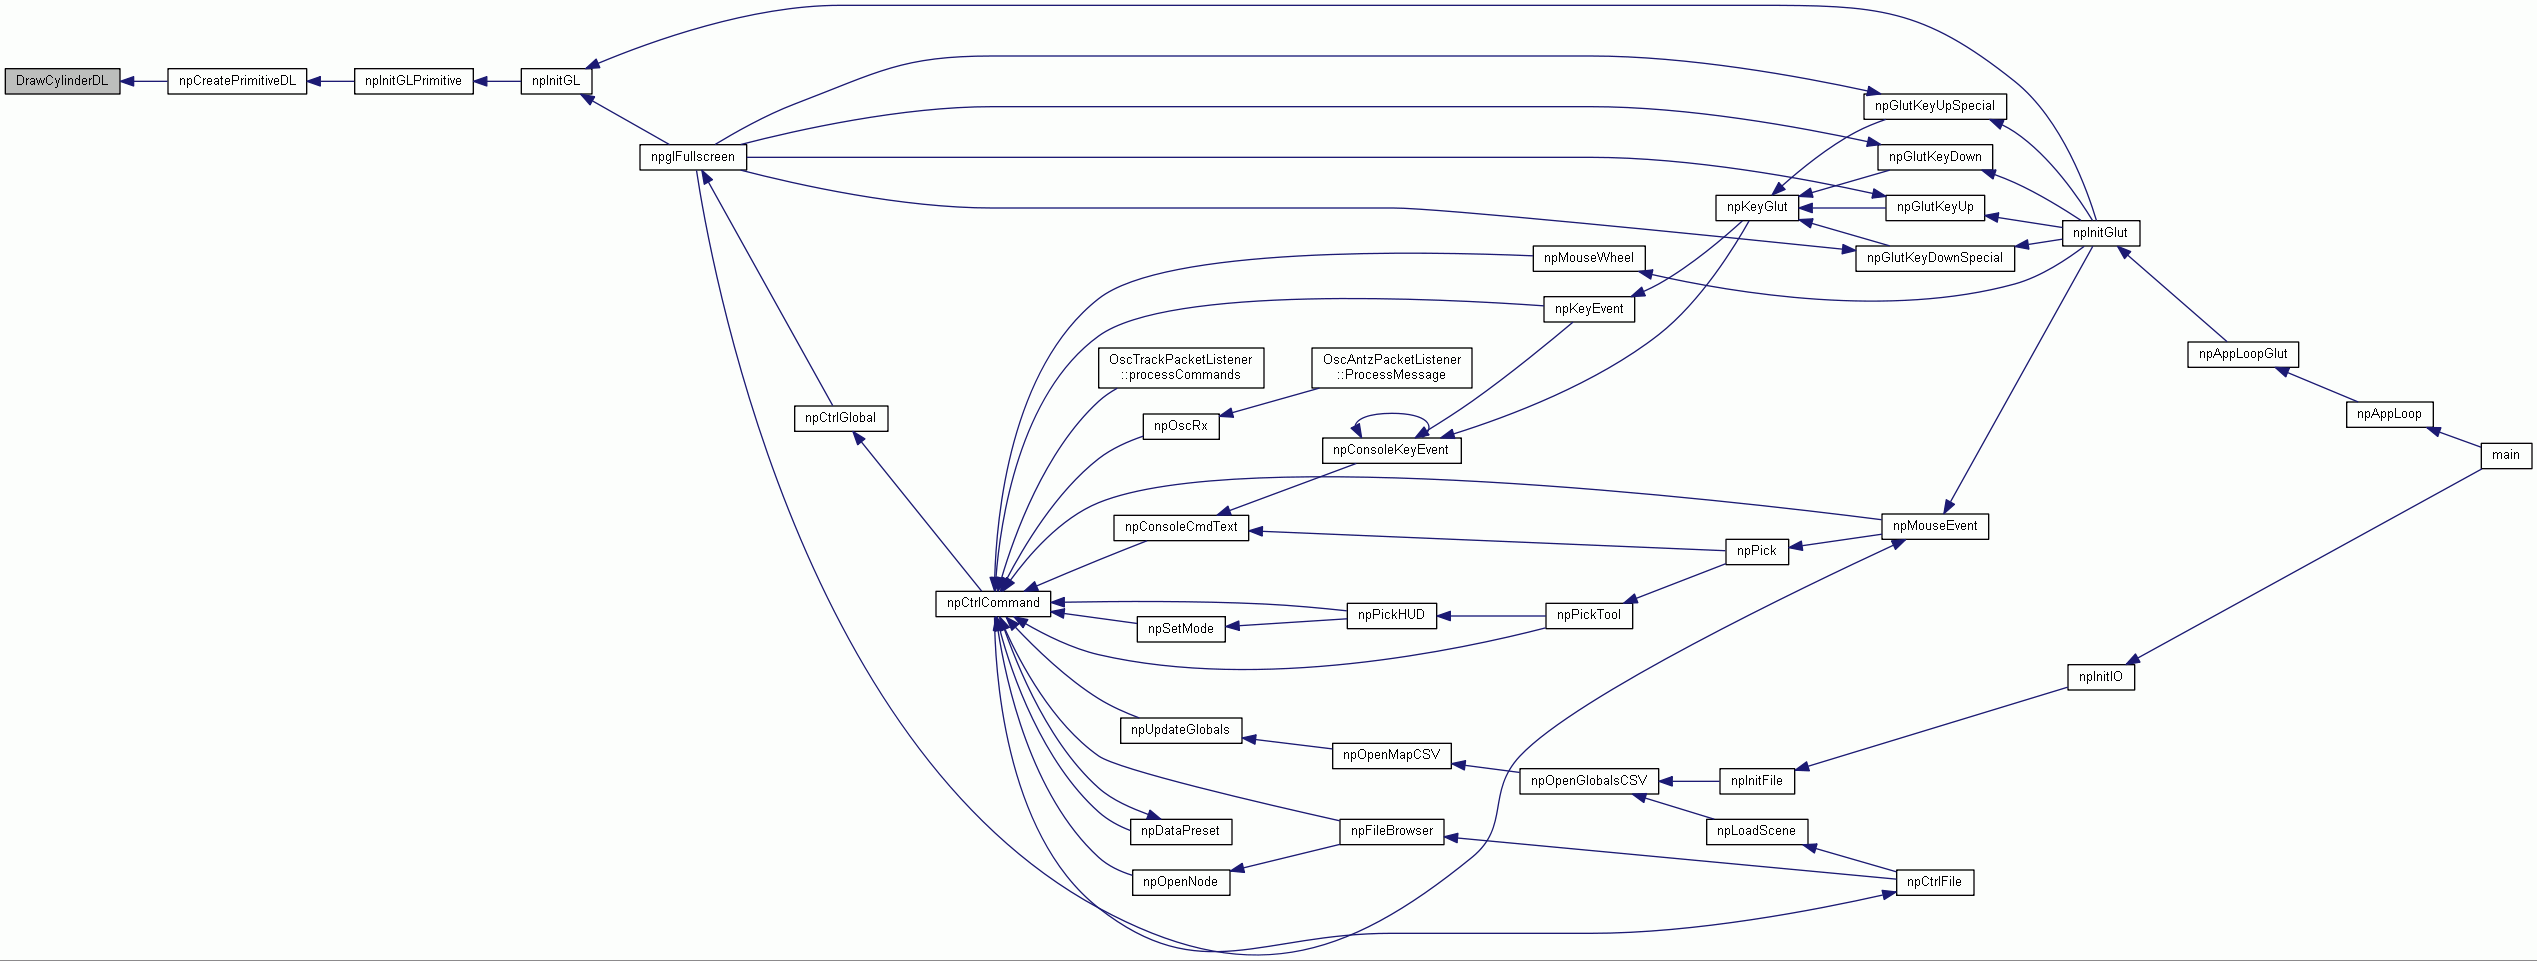 DrawCylinderDL
npCreatePrimitiveDL
npInitGLPrimitive
npInitGL
npGlutKeyUpSpecial
npglFullscreen
npGlutKeyDown
npKeyGlut
npGlutKeyUp
npInitGlut
npMouseWheel
npGlutKeyDownSpecial
npKeyEvent
npAppLoopGlut
OscTrackPacketListener
::processCommands
OscAntzPacketListener
::ProcessMessage
npCtrlGlobal
npOscRx
npAppLoop
npConsoleKeyEvent
main
npConsoleCmdText
npMouseEvent
npPick
npCtrlCommand
npPickHUD
npPickTool
npSetMode
npInitIO
npUpdateGlobals
npOpenMapCSV
npOpenGlobalsCSV
npInitFile
npDataPreset
npFileBrowser
npLoadScene
npOpenNode
npCtrlFile